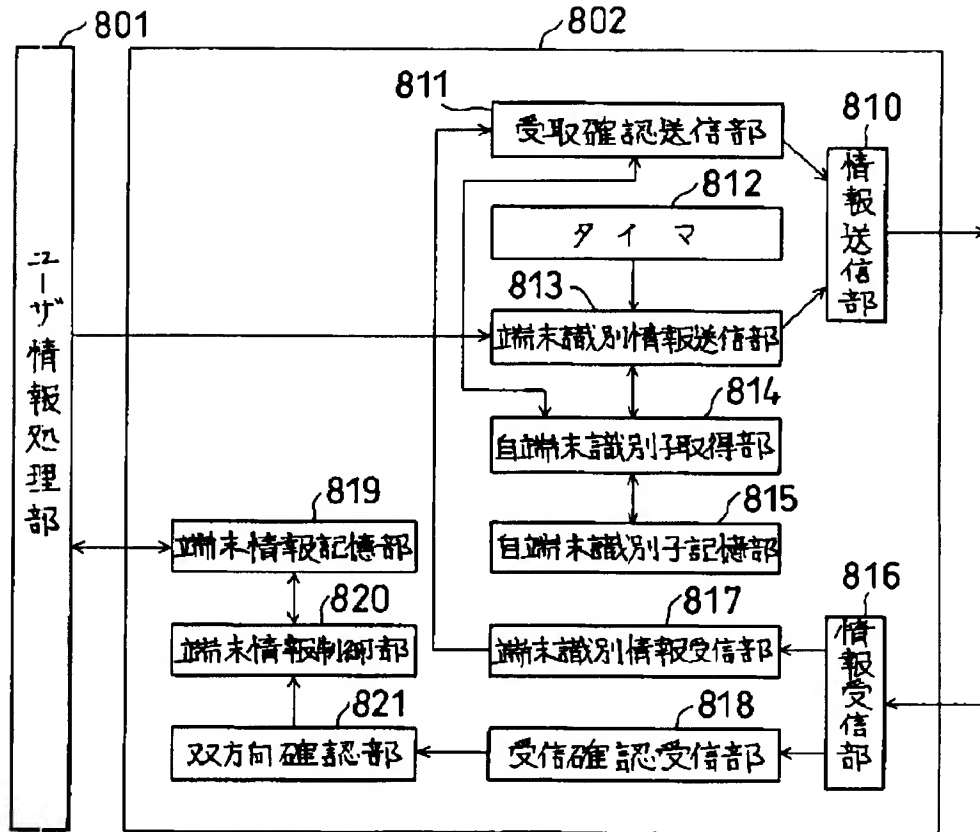 801
802
811
受取確認送信部
810
情報送信部
812
タイマ
813
端末識別情報送信部
814
自端末識別子取得部
ユーザ情報処理部
819
端末情報記憶部
815
自端末識別子記憶部
816
情報受信部
820
端末情報制御部
817
端末識別情報受信部
821
双方向確認部
818
受信確認受信部